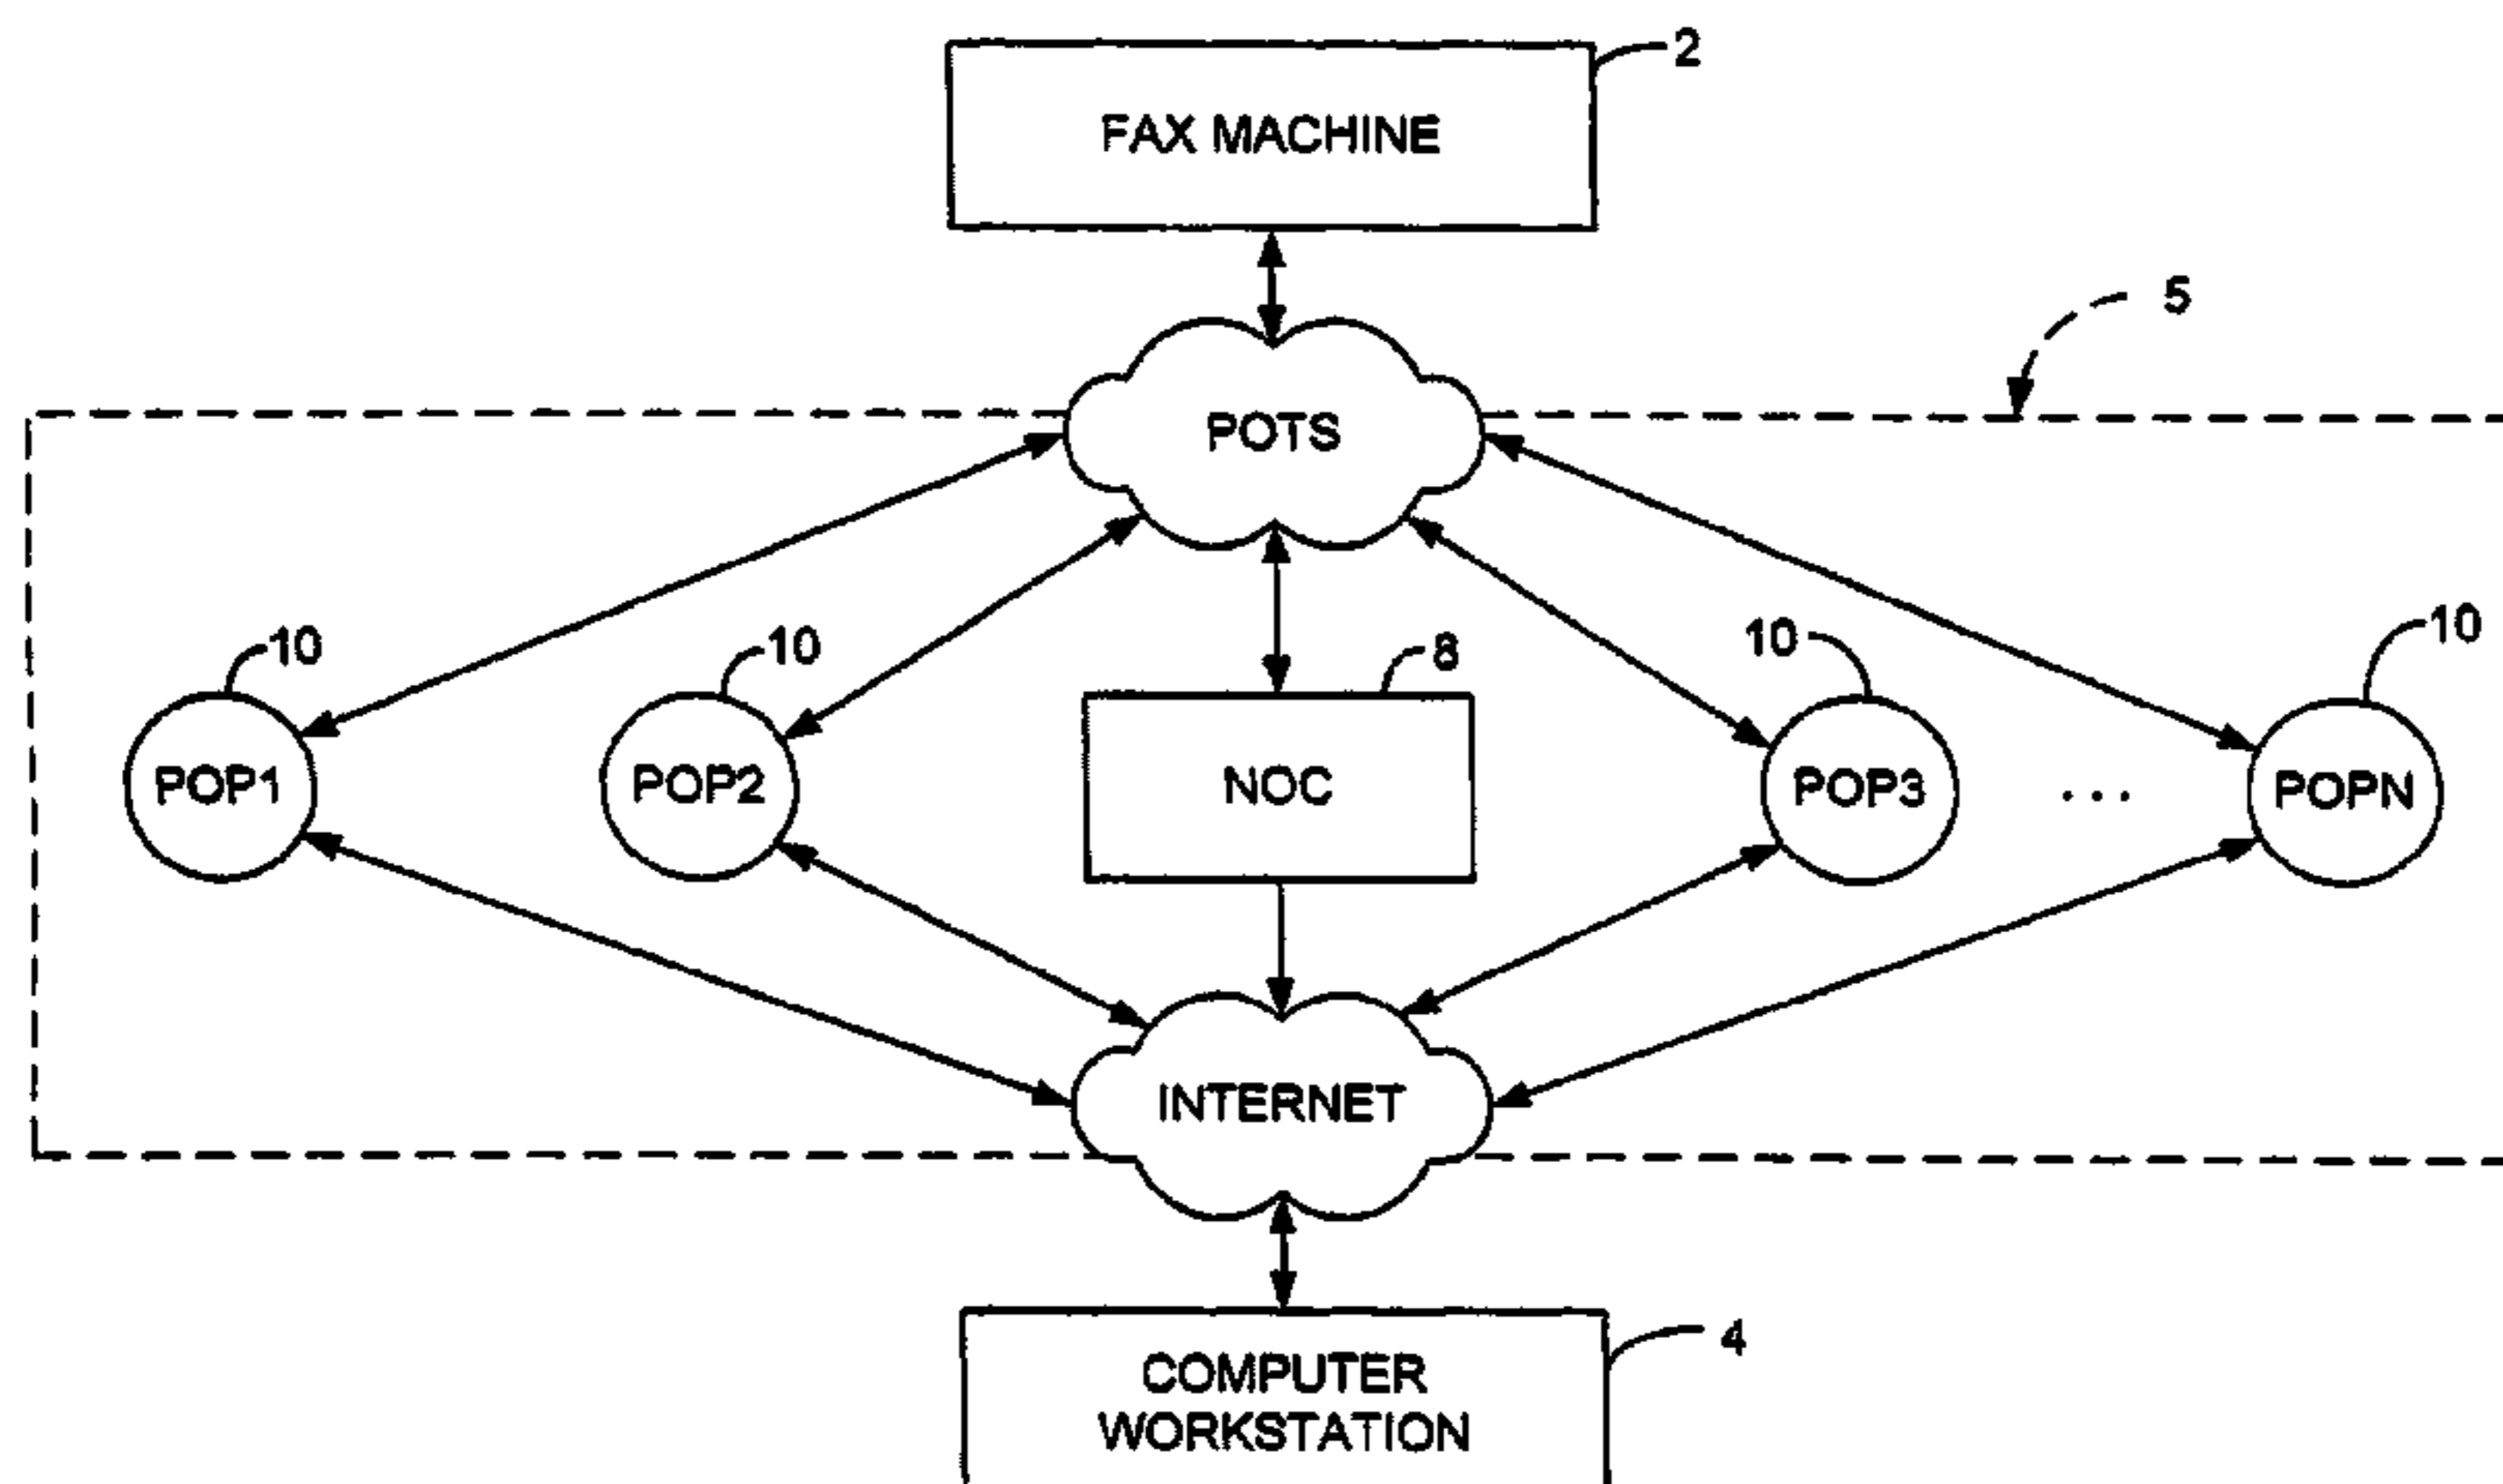 2
FAX MACHINE
5
POTS
10
10
8
10
10
POP1
POP2
NOC
POP3
...
POPN
INTERNET
4
COMPUTER
WORKSTATION